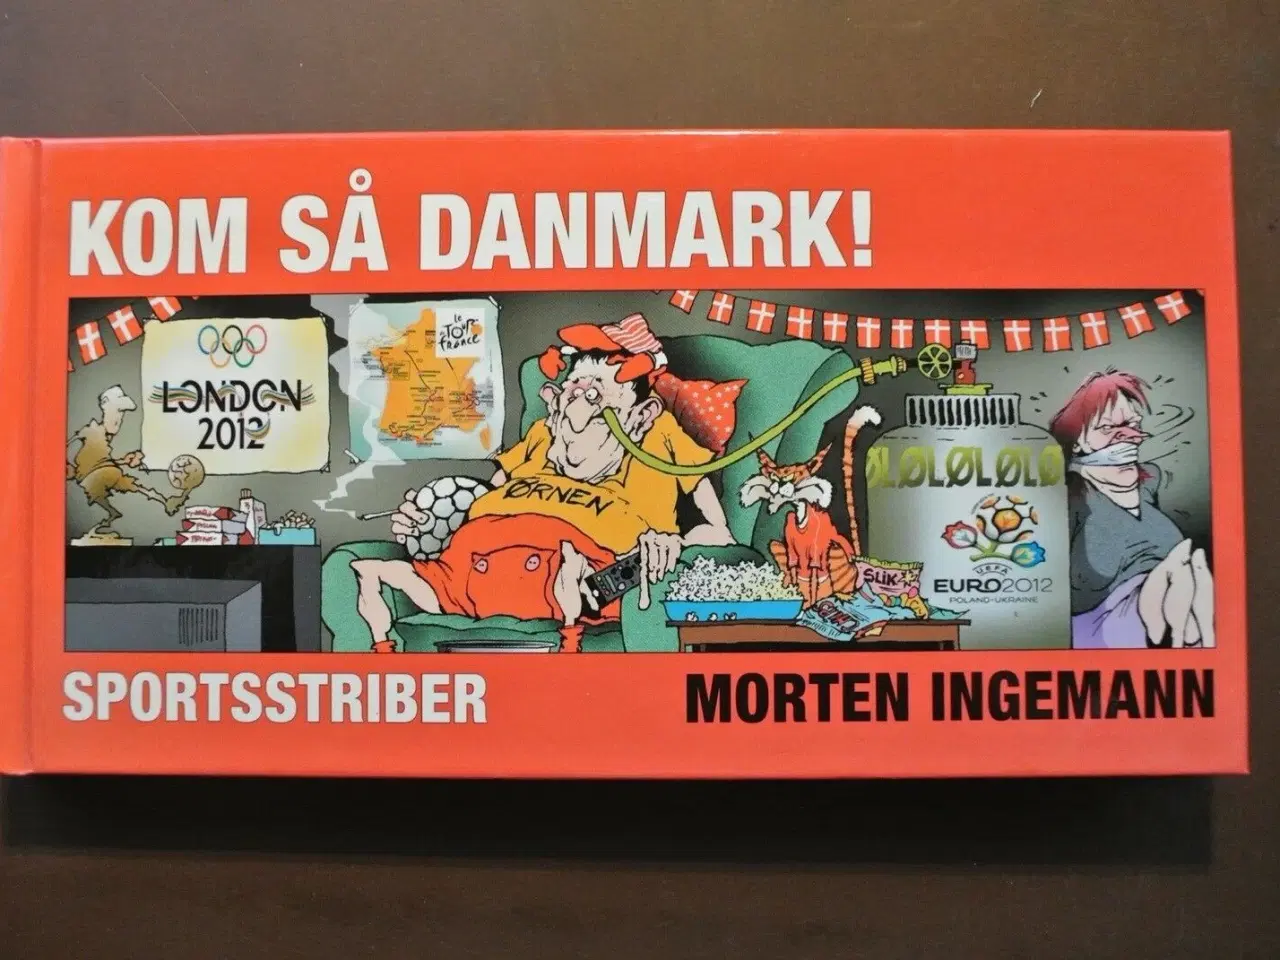 KOM SÅ DANMARK!
LONDON
2012
le
TOUR
de
france
ØRNEN
ØLØLØLØLØ
UEFA
EURO2012
POLAND-UKRAINE
SLIK
SPORTSSTRIBER
MORTEN INGEMANN